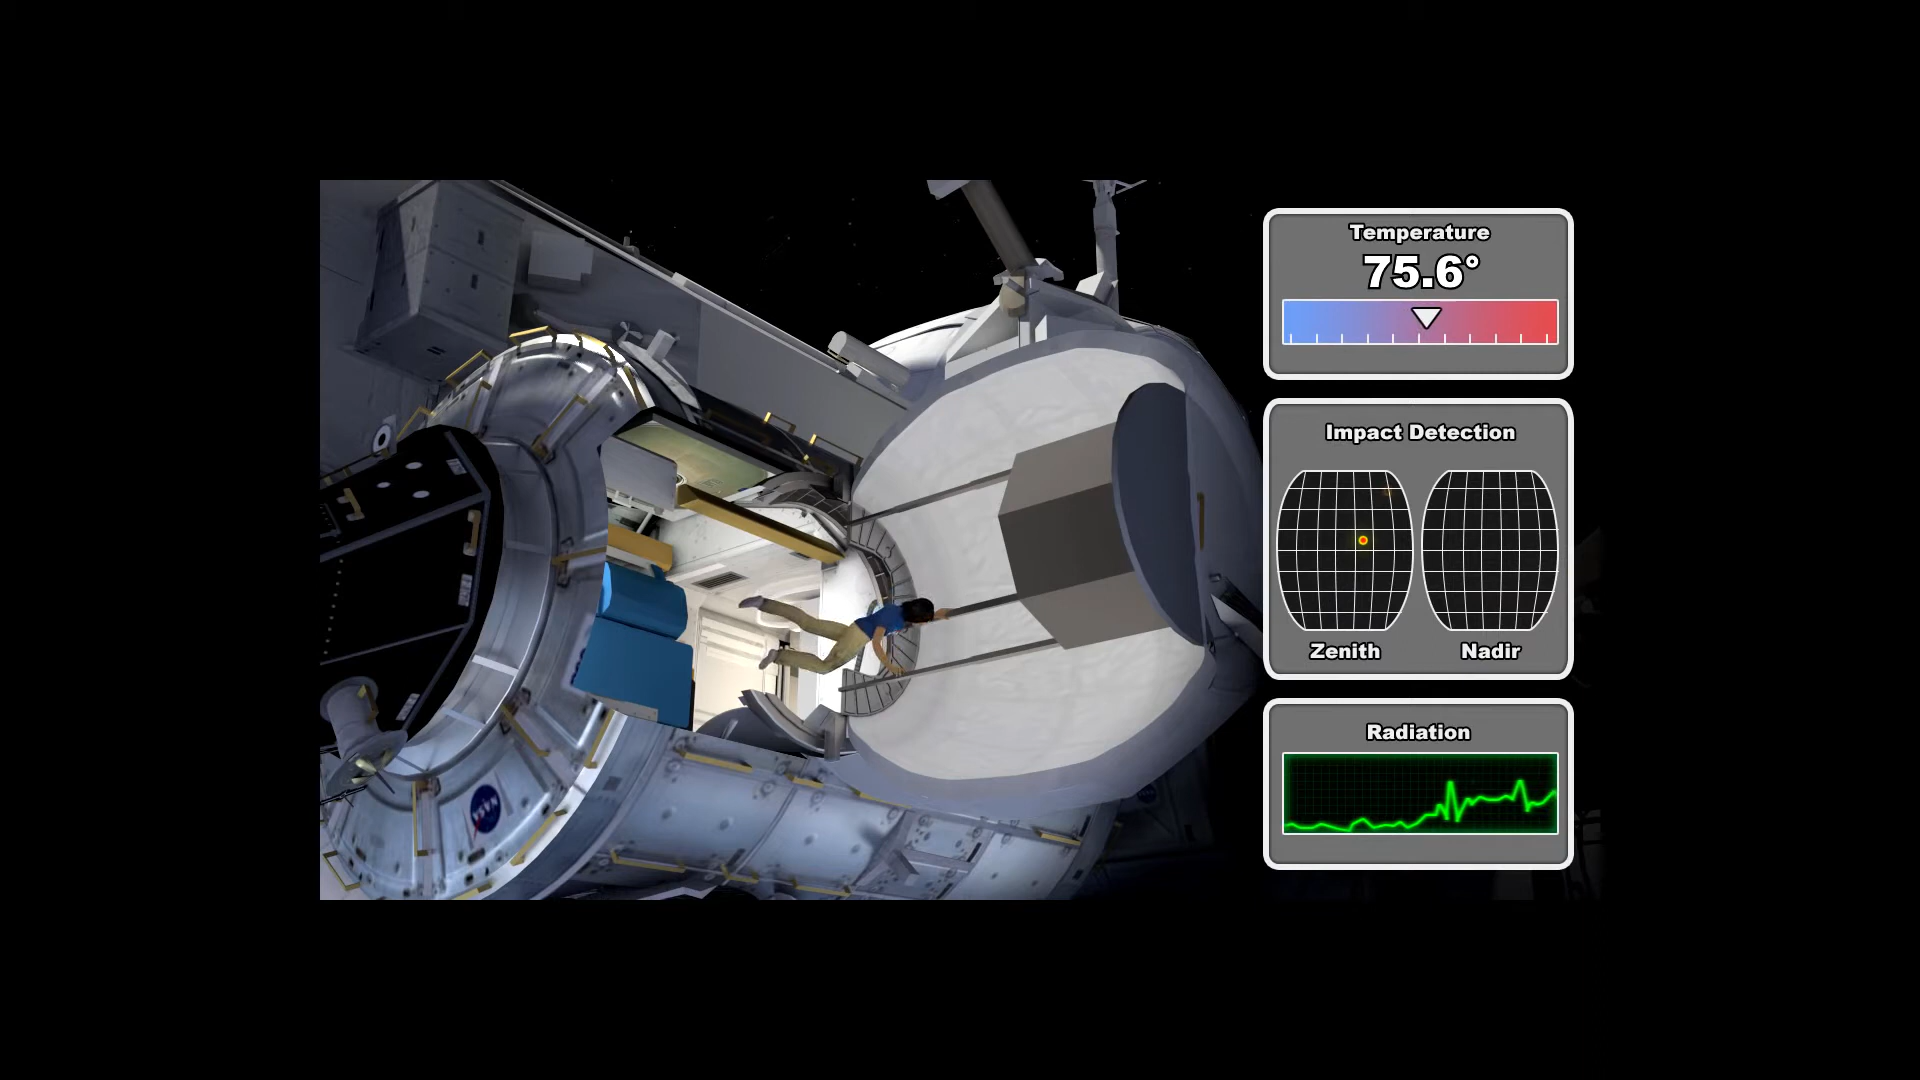 Temperature
75.6°
Impact Detection
Zenith
Nadir
Radiation
NASA